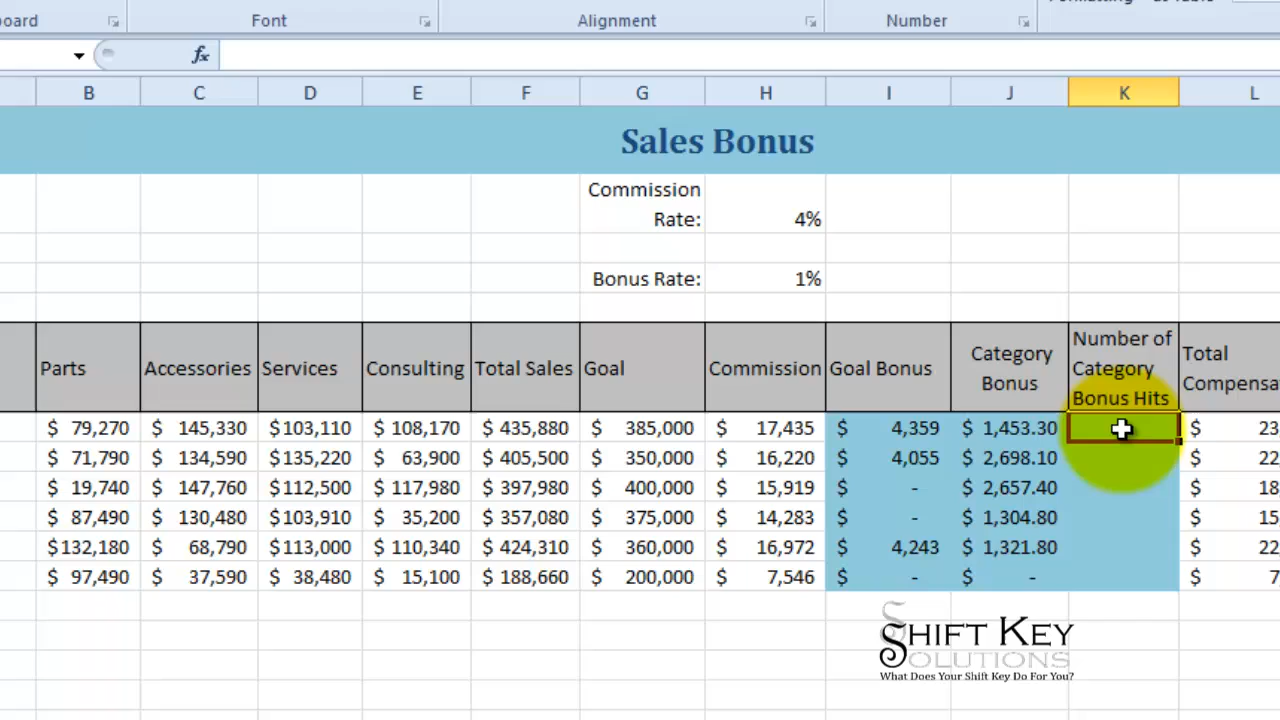 board Font Alignment Number
fx
B C D E F G H I J K L
Sales Bonus
Commission
Rate: 4%
Bonus Rate: 1%
Parts Accessories Services Consulting Total Sales Goal Commission Goal Bonus Category Bonus Number of Category Bonus Hits Total Compensa
$ 79,270 $ 145,330 $103,110 $ 108,170 $ 435,880 $ 385,000 $ 17,435 $ 4,359 $ 1,453.30 $ 23,
$ 71,790 $ 134,590 $135,220 $ 63,900 $ 405,500 $ 350,000 $ 16,220 $ 4,055 $ 2,698.10 $ 22,
$ 19,740 $ 147,760 $112,500 $ 117,980 $ 397,980 $ 400,000 $ 15,919 $ - $ 2,657.40 $ 18,
$ 87,490 $ 130,480 $103,910 $ 35,200 $ 357,080 $ 375,000 $ 14,283 $ - $ 1,304.80 $ 15,
$132,180 $ 68,790 $113,000 $ 110,340 $ 424,310 $ 360,000 $ 16,972 $ 4,243 $ 1,321.80 $ 22,
$ 97,490 $ 37,590 $ 38,480 $ 15,100 $ 188,660 $ 200,000 $ 7,546 $ - $ - $ 7,
SHIFT KEY
SOLUTIONS
What Does Your Shift Key Do For You?